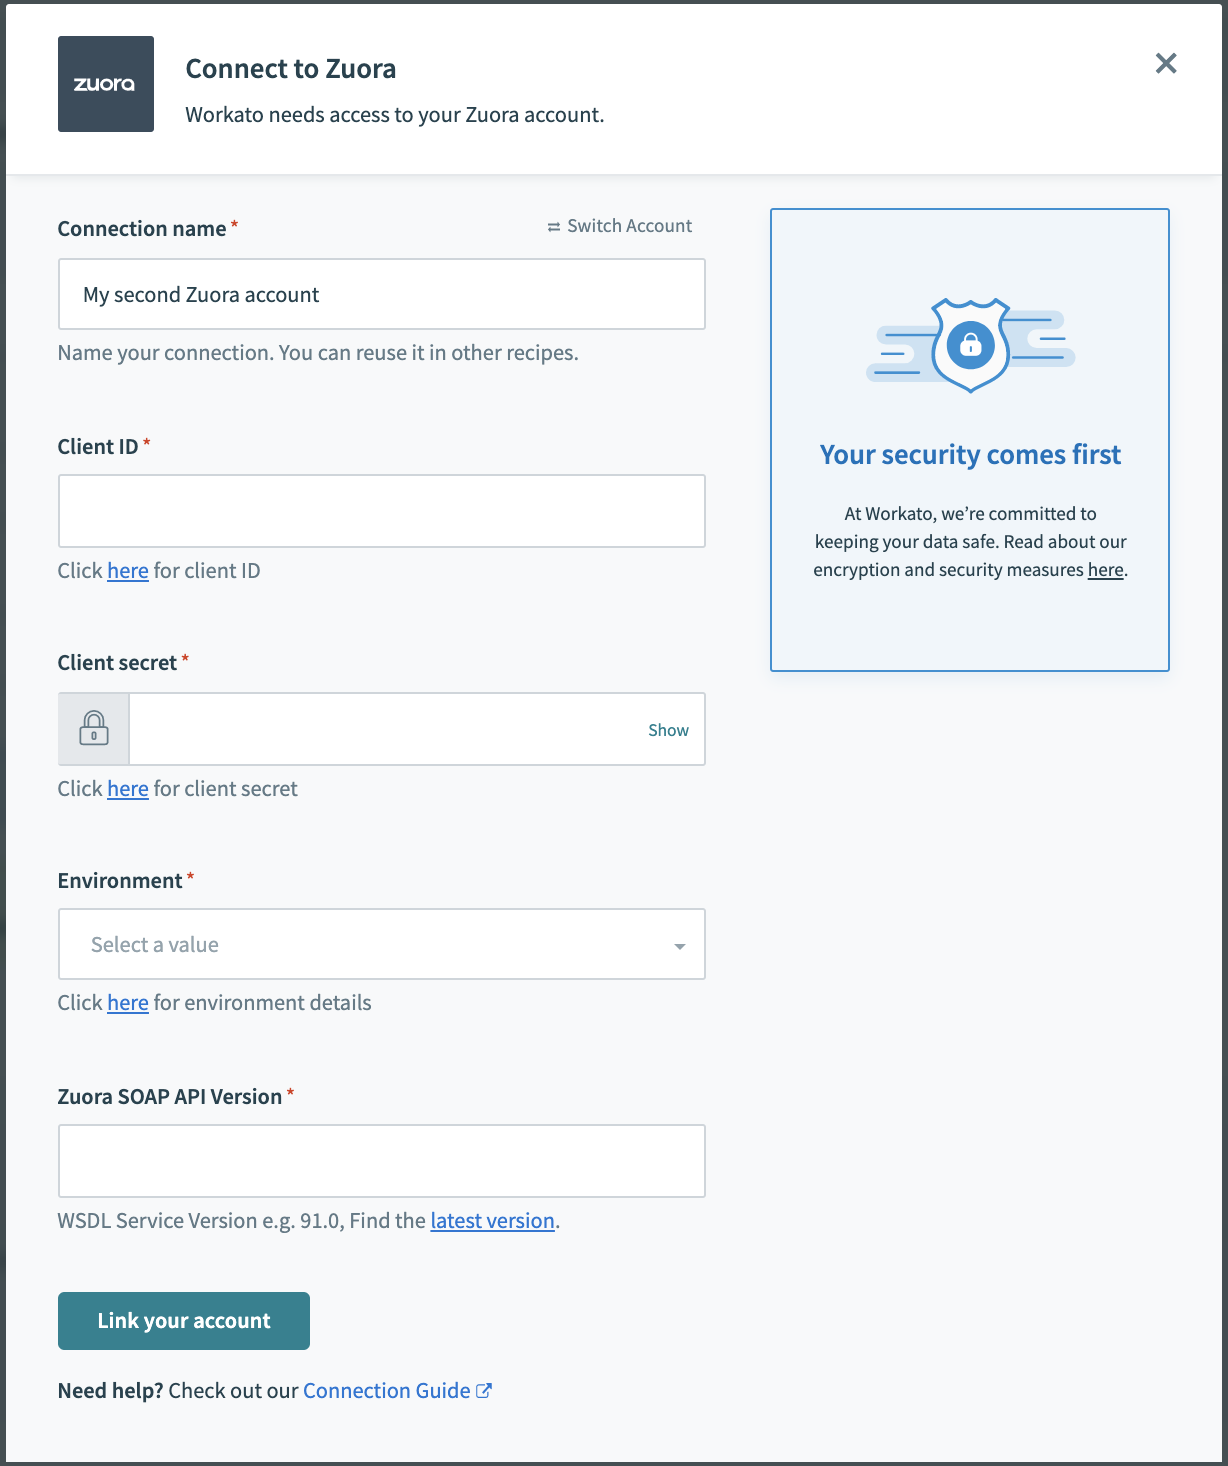 zuora
Connect to Zuora
Workato needs access to your Zuora account.
Connection name *
Switch Account
My second Zuora account
Name your connection. You can reuse it in other recipes.
Client ID *
Click here for client ID
Client secret *
Show
Click here for client secret
Environment *
Select a value
Click here for environment details
Zuora SOAP API Version *
WSDL Service Version e.g. 91.0, Find the latest version.
Link your account
Need help? Check out our Connection Guide
Your security comes first
At Workato, we’re committed to
keeping your data safe. Read about our
encryption and security measures here.